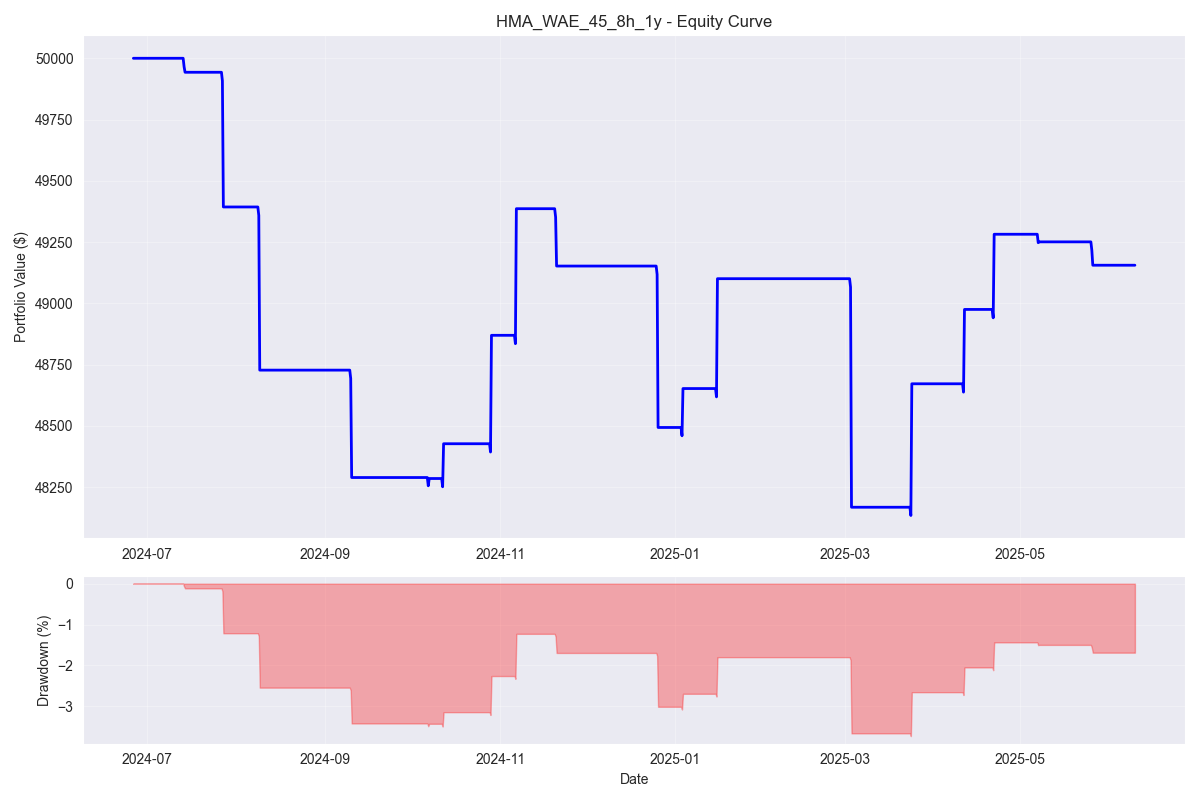 HMA_WAE_45_8h_1y - Equity Curve
Portfolio Value ($)
50000
49750
49500
49250
49000
48750
48500
48250
2024-07 2024-09 2024-11 2025-01 2025-03 2025-05
Drawdown (%)
0
−1
−2
−3
2024-07 2024-09 2024-11 2025-01 2025-03 2025-05
Date